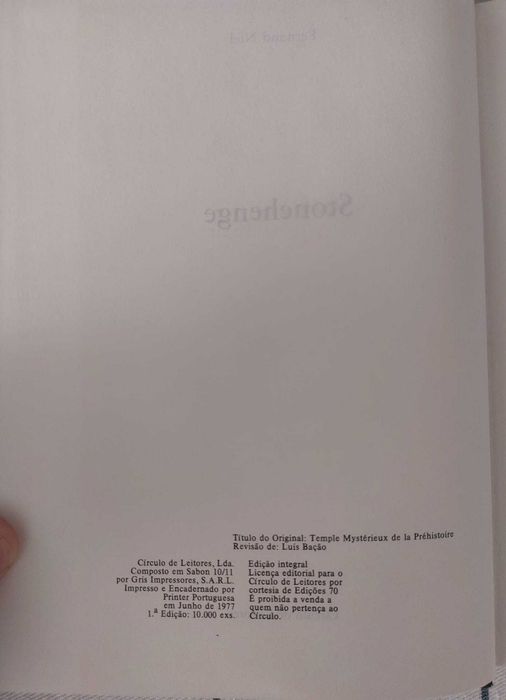 Fernand Niel
Stonehenge
Título do Original: Temple Mystérieux de la Préhistoire
Revisão de: Luís Bação
Círculo de Leitores, Lda.
Composto em Sabon 10/11
por Gris Impressores, S.A.R.L.
Impresso e Encadernado por
Printer Portuguesa
em Junho de 1977
1.ª Edição: 10.000 exs.
Edição integral
Licença editorial para o
Círculo de Leitores por
cortesia de Edições 70
É proibida a venda a
quem não pertença ao
Círculo.